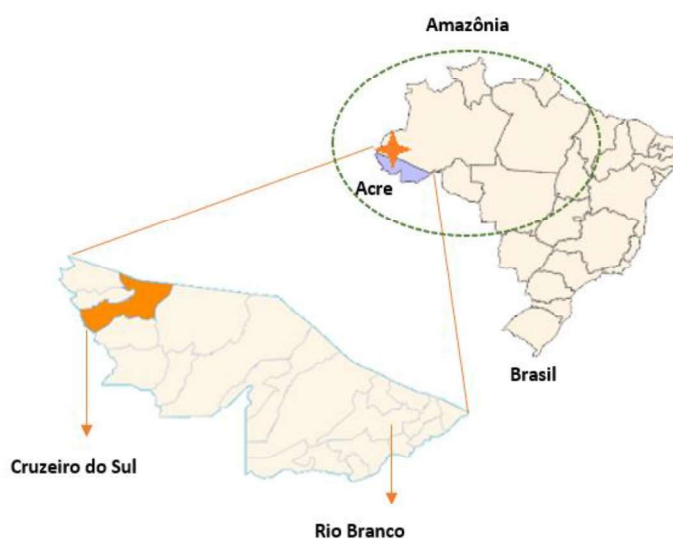 Amazônia
Acre
Brasil
Cruzeiro do Sul
Rio Branco